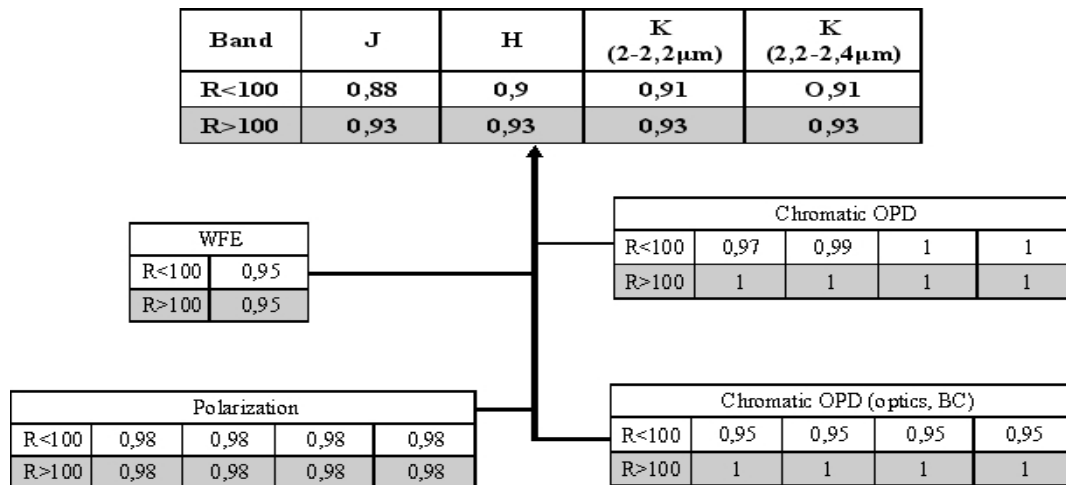 Band J H K (2-2,2μm) K (2,2-2,4μm)
R<100 0,88 0,9 0,91 O,91
R>100 0,93 0,93 0,93 0,93
WFE
R<100 0,95
R>100 0,95
Chromatic OPD
R<100 0,97 0,99 1 1
R>100 1 1 1 1
Polarization
R<100 0,98 0,98 0,98 0,98
R>100 0,98 0,98 0,98 0,98
Chromatic OPD (optics, BC)
R<100 0,95 0,95 0,95 0,95
R>100 1 1 1 1